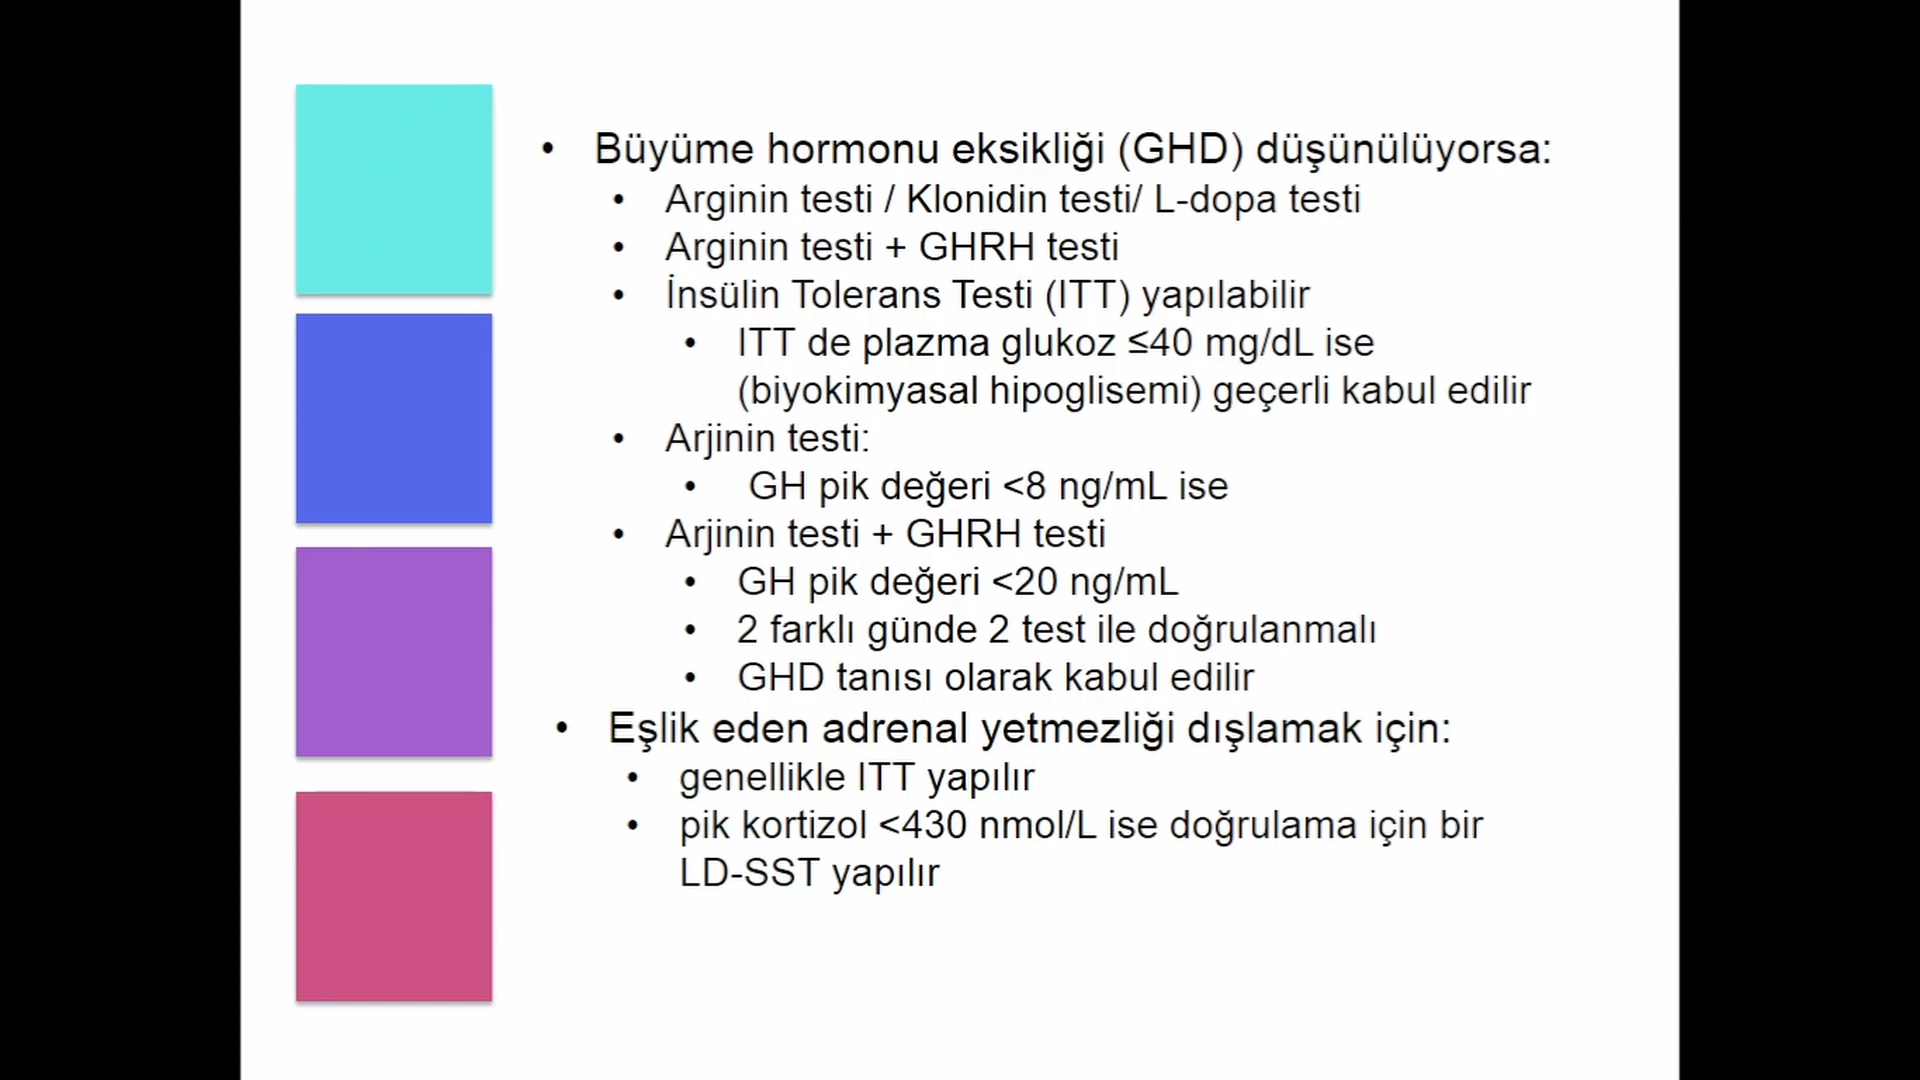 • Büyüme hormonu eksikliği (GHD) düşünülüyorsa:
• Arginin testi / Klonidin testi/ L-dopa testi
• Arginin testi + GHRH testi
• İnsülin Tolerans Testi (ITT) yapılabilir
• ITT de plazma glukoz ≤40 mg/dL ise
(biyokimyasal hipoglisemi) geçerli kabul edilir
• Arjinin testi:
• GH pik değeri <8 ng/mL ise
• Arjinin testi + GHRH testi
• GH pik değeri <20 ng/mL
• 2 farklı günde 2 test ile doğrulanmalı
• GHD tanısı olarak kabul edilir
• Eşlik eden adrenal yetmezliği dışlamak için:
• genellikle ITT yapılır
• pik kortizol <430 nmol/L ise doğrulama için bir
LD-SST yapılır